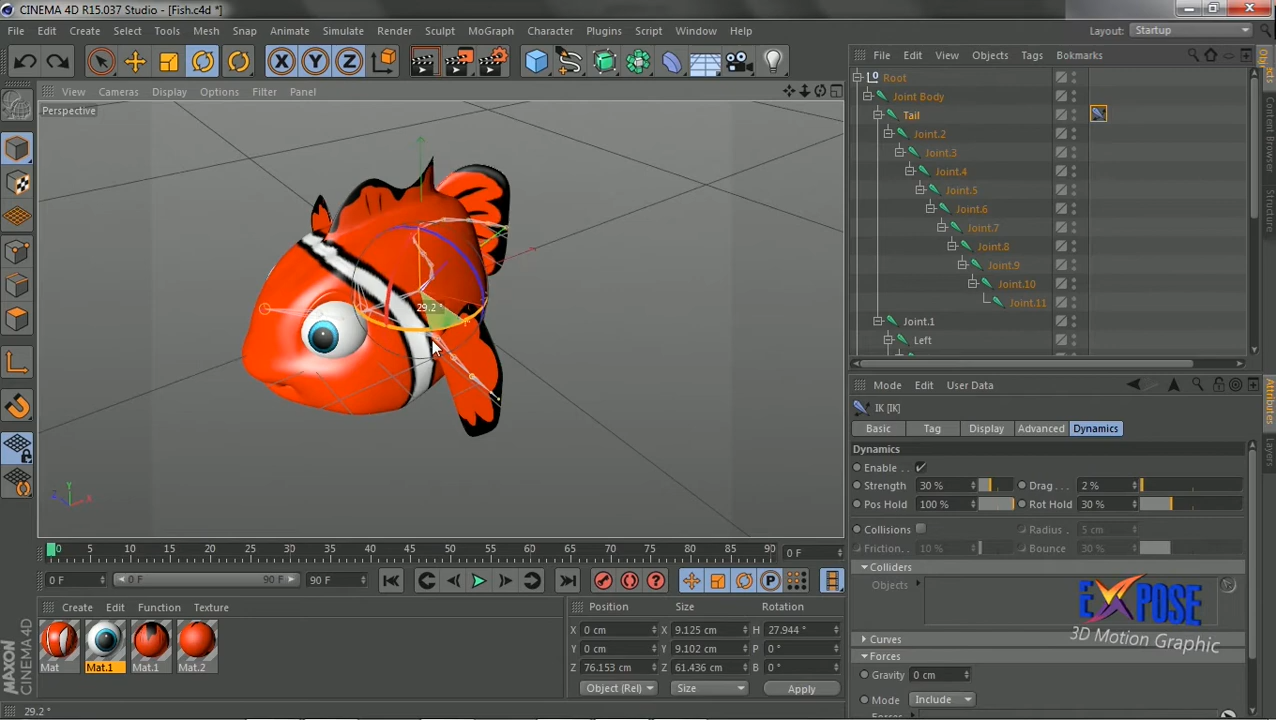 CINEMA 4D R15.037 Studio - [Fish.c4d *]
File Edit Create Select Tools Mesh Snap Animate Simulate Sculpt Render MoGraph Character Plugins Script Window Help Layout: Startup
X Y Z
File Edit View Objects Tags Bokmarks
View Cameras Display Options Filter Panel
Perspective
Root
Joint Body
Tail
Joint.2
Joint.3
Joint.4
Joint.5
Joint.6
Joint.7
Joint.8
Joint.9
Joint.10
Joint.11
Joint.1
Left
29.2 °
Y
X
Objects
Content Browser
Structure
Mode Edit User Data
IK [IK]
Basic Tag Display Advanced Dynamics
Dynamics
Enable . . ✓
Strength 30 % Drag . . . 2 %
Pos Hold 100 % Rot Hold 30 %
Collisions Radius . 5 cm
Friction. . 10 % Bounce 30 %
Colliders
Objects
Curves
Forces
Gravity 0 cm
Mode Include
Attributes
Layers
EXPOSE
3D Motion Graphic
0 5 10 15 20 25 30 35 40 45 50 55 60 65 70 75 80 85 90 0 F
0 F 0 F 90 F 90 F
P
Create Edit Function Texture
Mat Mat.1 Mat.1 Mat.2
Position Size Rotation
X 0 cm X 9.125 cm H 27.944 °
Y 0 cm Y 9.102 cm P 0 °
Z 76.153 cm Z 61.436 cm B 0 °
Object (Rel) Size Apply
MAXON
CINEMA 4D
29.2 °